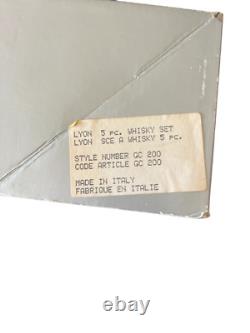 LYON 5 pc. WHISKY SET
LYON SCE A WHISKY 5 pc.
STYLE NUMBER GC 200
CODE ARTICLE GC 200
MADE IN ITALY
FABRIQUE EN ITALIE
ebay